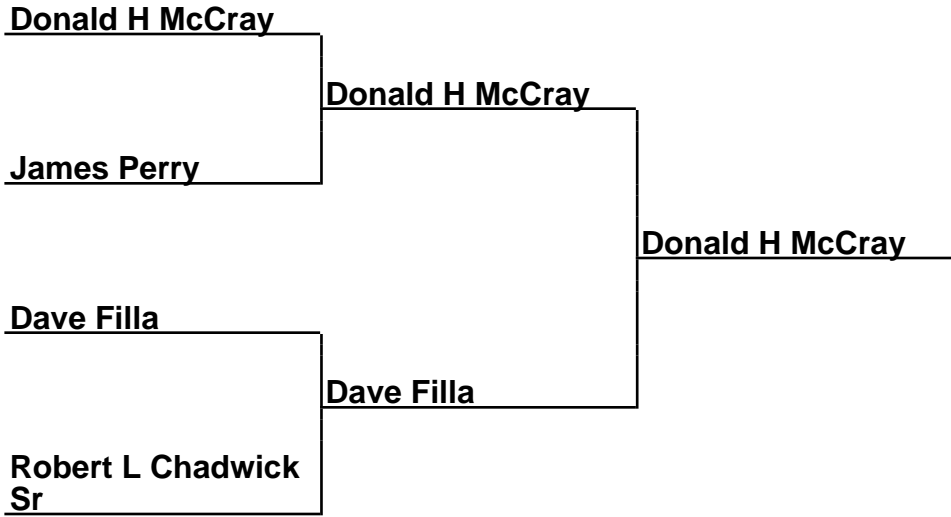 Donald H McCray
Donald H McCray
James Perry
Donald H McCray
Dave Filla
Dave Filla
Robert L Chadwick
Sr